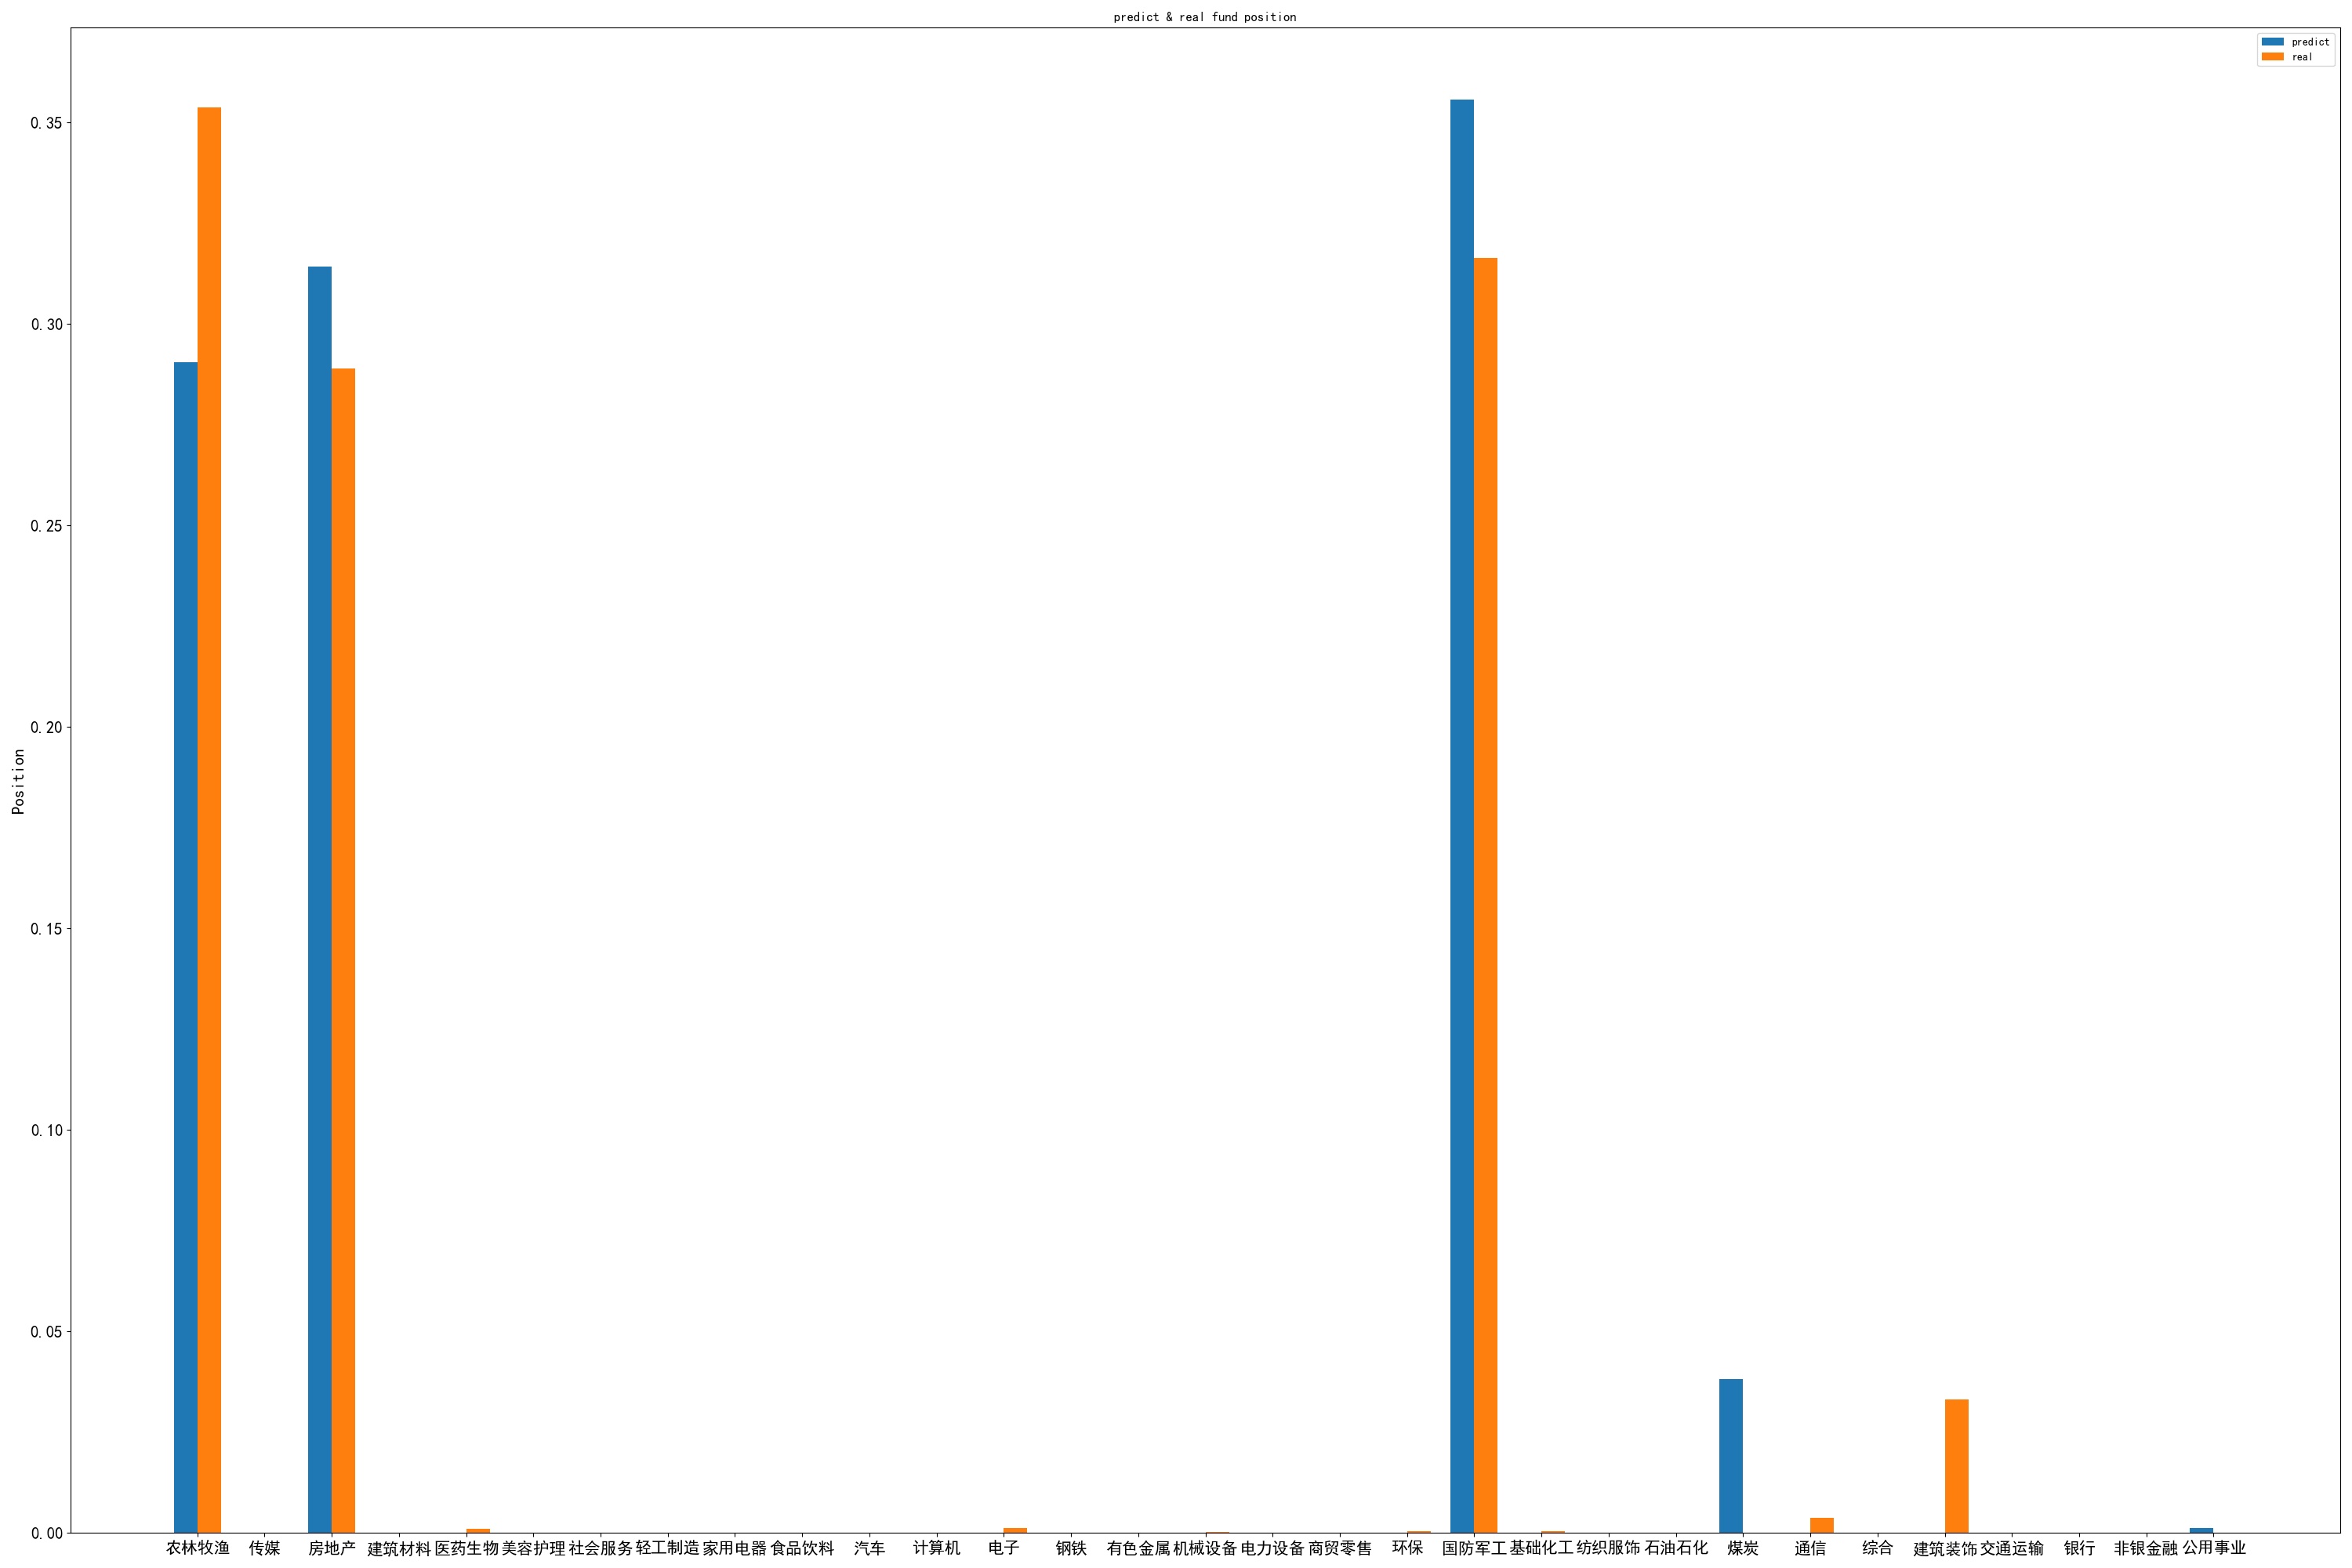 predict & real fund position
predict
real
0.35
0.30
0.25
0.20
0.15
0.10
0.05
0.00
Position
农林牧渔 传媒 房地产 建筑材料 医药生物 美容护理 社会服务 轻工制造 家用电器 食品饮料 汽车 计算机 电子 钢铁 有色金属 机械设备 电力设备 商贸零售 环保 国防军工 基础化工 纺织服饰 石油石化 煤炭 通信 综合 建筑装饰 交通运输 银行 非银金融 公用事业